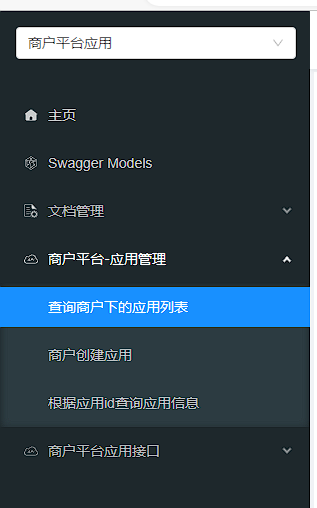 商户平台应用
主页
Swagger Models
文档管理
商户平台-应用管理
查询商户下的应用列表
商户创建应用
根据应用id查询应用信息
商户平台应用接口